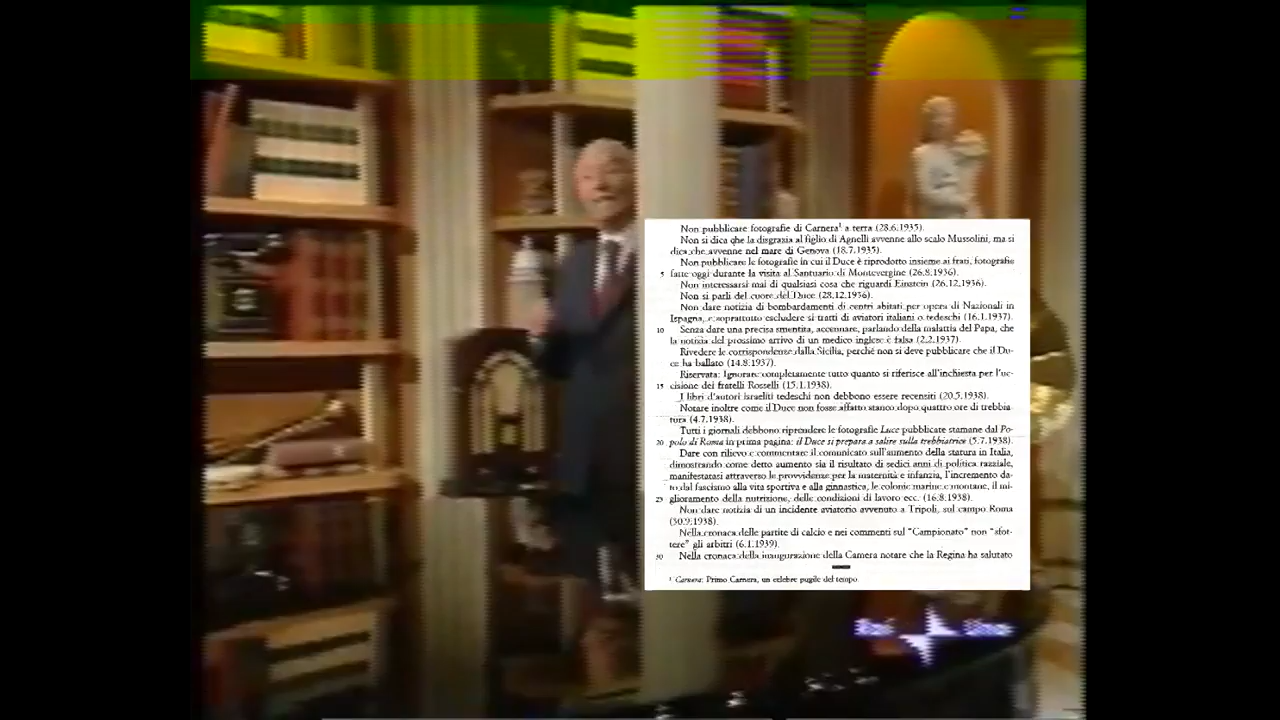 Non pubblicare fotografie di Carnera¹ a terra (28.6.1935).
Non si dica che la disgrazia al figlio di Agnelli avvenne allo scalo Mussolini, ma si
dica che avvenne nel mare di Genova (18.7.1935).
Non pubblicare le fotografie in cui il Duce è riprodotto insieme ai frati, fotografie
5 fatte oggi durante la visita al Santuario di Montevergine (26.8.1936).
Non interessarsi mai di qualsiasi cosa che riguardi Einstein (26.12.1936).
Non si parli del cuore del Duce (28.12.1936).
Non dare notizia di bombardamenti di centri abitati per opera di Nazionali in
Ispagna, e soprattutto escludere si tratti di aviatori italiani o tedeschi (16.1.1937).
10 Senza dare una precisa smentita, accennare, parlando della malattia del Papa, che
la notizia del prossimo arrivo di un medico inglese è falsa (2.2.1937).
Rivedere le corrispondenze dalla Sicilia, perché non si deve pubblicare che il Du-
ce ha ballato (14.8.1937).
Riservata: Ignorare completamente tutto quanto si riferisce all'inchiesta per l'uc-
15 cisione dei fratelli Rosselli (15.1.1938).
I libri d'autori israeliti tedeschi non debbono essere recensiti (20.5.1938).
Notare inoltre come il Duce non fosse affatto stanco dopo quattro ore di trebbia-
tura (4.7.1938).
Tutti i giornali debbono riprendere le fotografie Luce pubblicate stamane dal Po-
20 polo di Roma in prima pagina: il Duce si prepara a salire sulla trebbiatrice (5.7.1938).
Dare con rilievo e commentare il comunicato sull'aumento della statura in Italia,
dimostrando come detto aumento sia il risultato di sedici anni di politica razziale,
manifestatasi attraverso le provvidenze per la maternità e infanzia, l'incremento da-
to dal fascismo alla vita sportiva e alla ginnastica, le colonie marine e montane, il mi-
25 glioramento della nutrizione, delle condizioni di lavoro ecc. (16.8.1938).
Non dare notizia di un incidente aviatorio avvenuto a Tripoli, sul campo Roma
(30.9.1938).
Nella cronaca delle partite di calcio e nei commenti sul "Campionato" non "sfot-
tere" gli arbitri (6.1.1939).
30 Nella cronaca della inaugurazione della Camera notare che la Regina ha salutato
¹ Carnera: Primo Carnera, un celebre pugile del tempo
Rai Uno